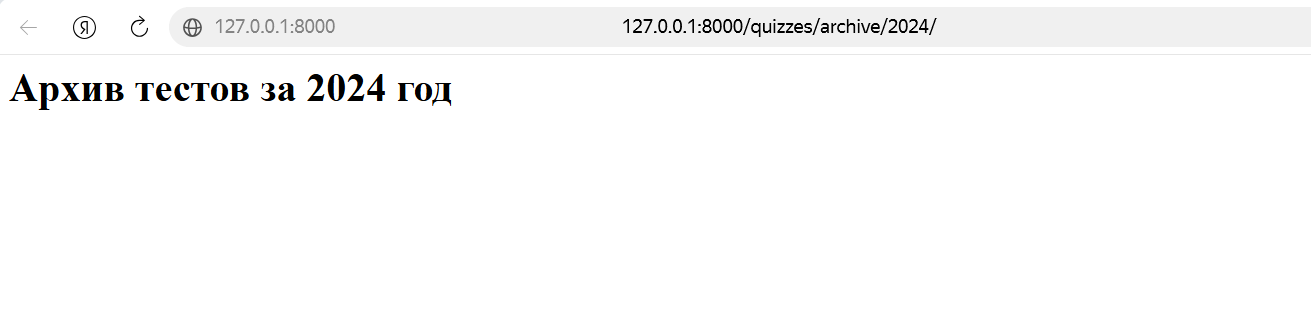 Я 127.0.0.1:8000 127.0.0.1:8000/quizzes/archive/2024/
Архив тестов за 2024 год